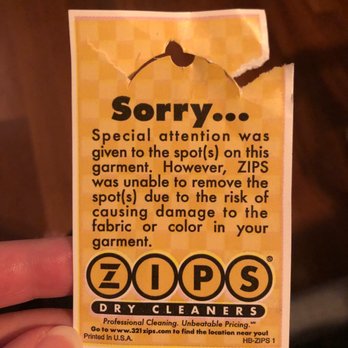 Sorry...
Special attention was
given to the spot(s) on this
garment. However, ZIPS
was unable to remove the
spot(s) due to the risk of
causing damage to the
fabric or color in your
garment.
ZIPS®
DRY CLEANERS
Professional Cleaning. Unbeatable Pricing.℠
Go to www.321zips.com to find the location near you!
Printed In U.S.A. HB-ZIPS 1